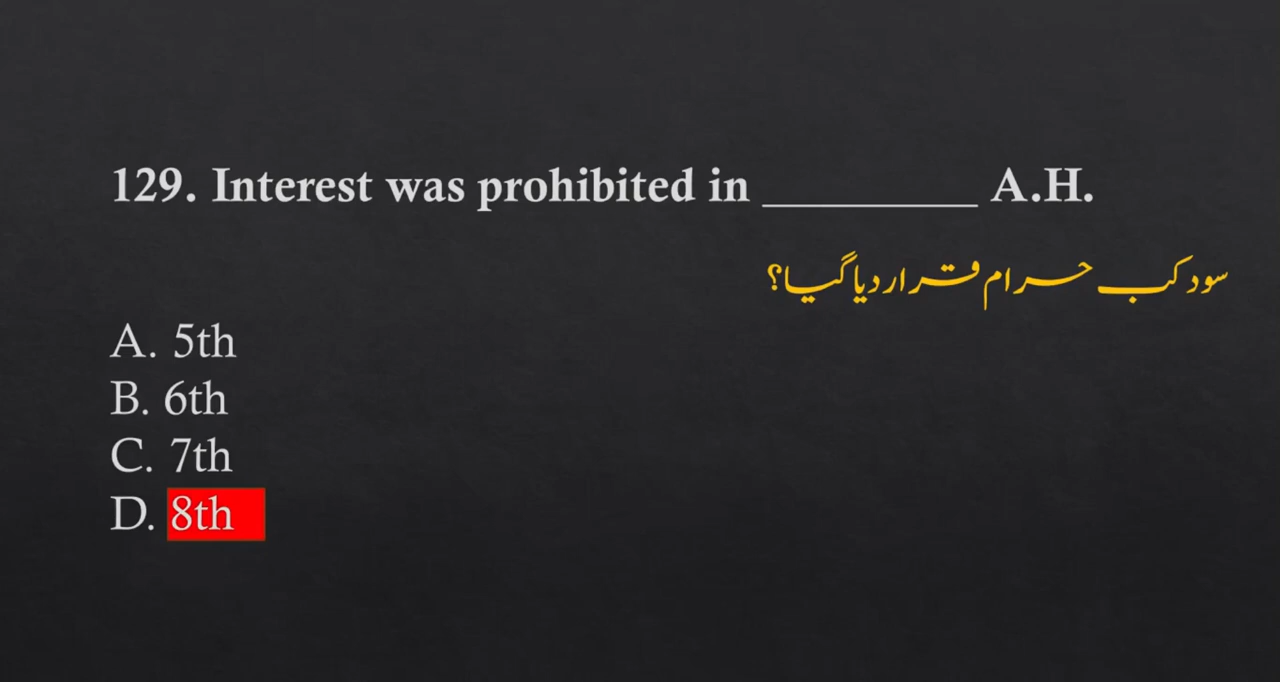 129. Interest was prohibited in _________ A.H.
سود کب حرام قرار دیا گیا؟
A. 5th
B. 6th
C. 7th
D. 8th